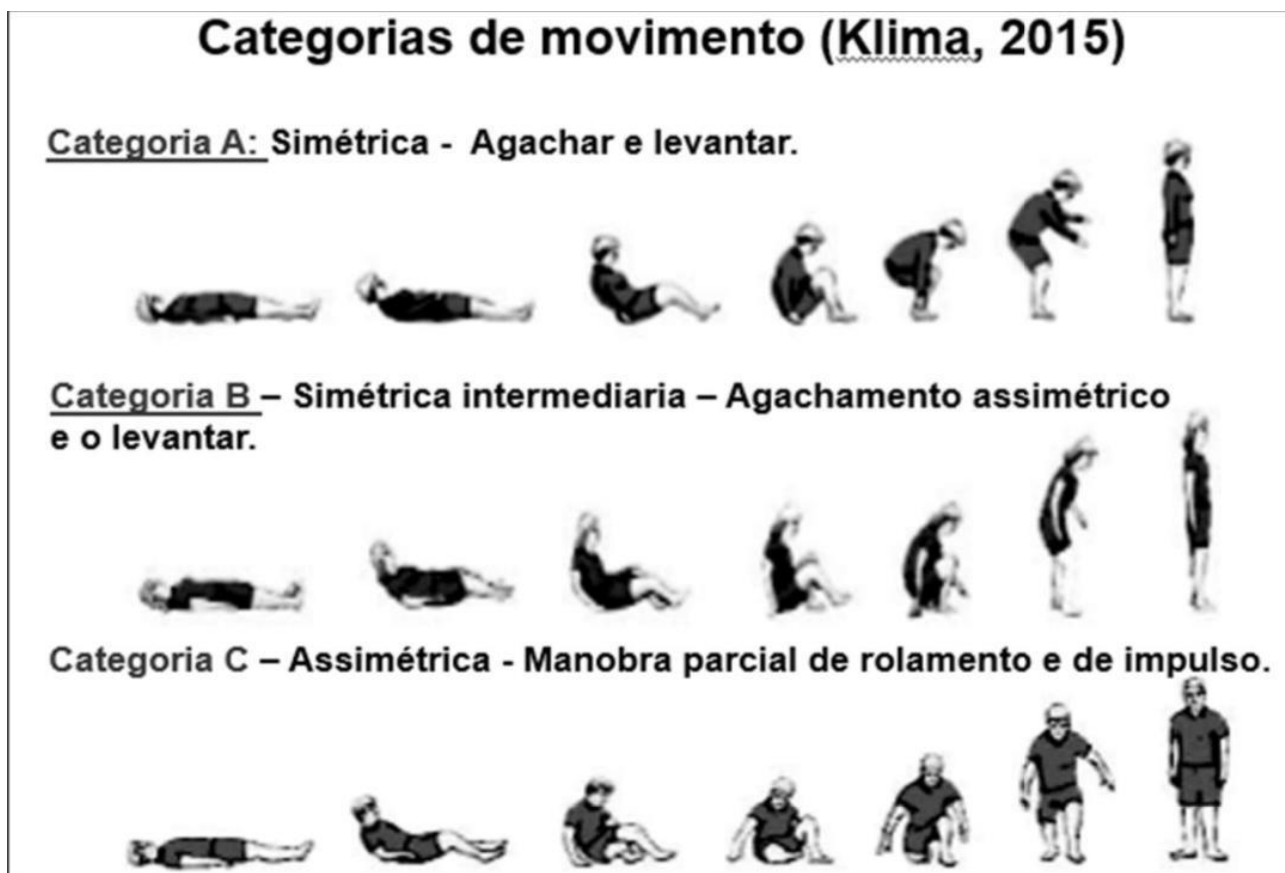 Categorias de movimento (Klima, 2015)
Categoria A: Simétrica - Agachar e levantar.
Categoria B – Simétrica intermediaria – Agachamento assimétrico
e o levantar.
Categoria C – Assimétrica - Manobra parcial de rolamento e de impulso.